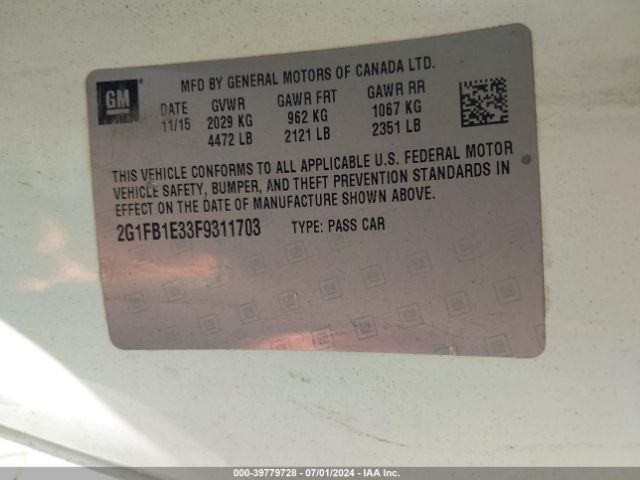 GM
MFD BY GENERAL MOTORS OF CANADA LTD.
DATE GVWR GAWR FRT GAWR RR
11/15 2029 KG 962 KG 1067 KG
4472 LB 2121 LB 2351 LB
THIS VEHICLE CONFORMS TO ALL APPLICABLE U.S. FEDERAL MOTOR
VEHICLE SAFETY, BUMPER, AND THEFT PREVENTION STANDARDS IN
EFFECT ON THE DATE OF MANUFACTURE SHOWN ABOVE.
2G1FB1E33F9311703 TYPE: PASS CAR
000-39779728 - 07/01/2024 - IAA Inc.